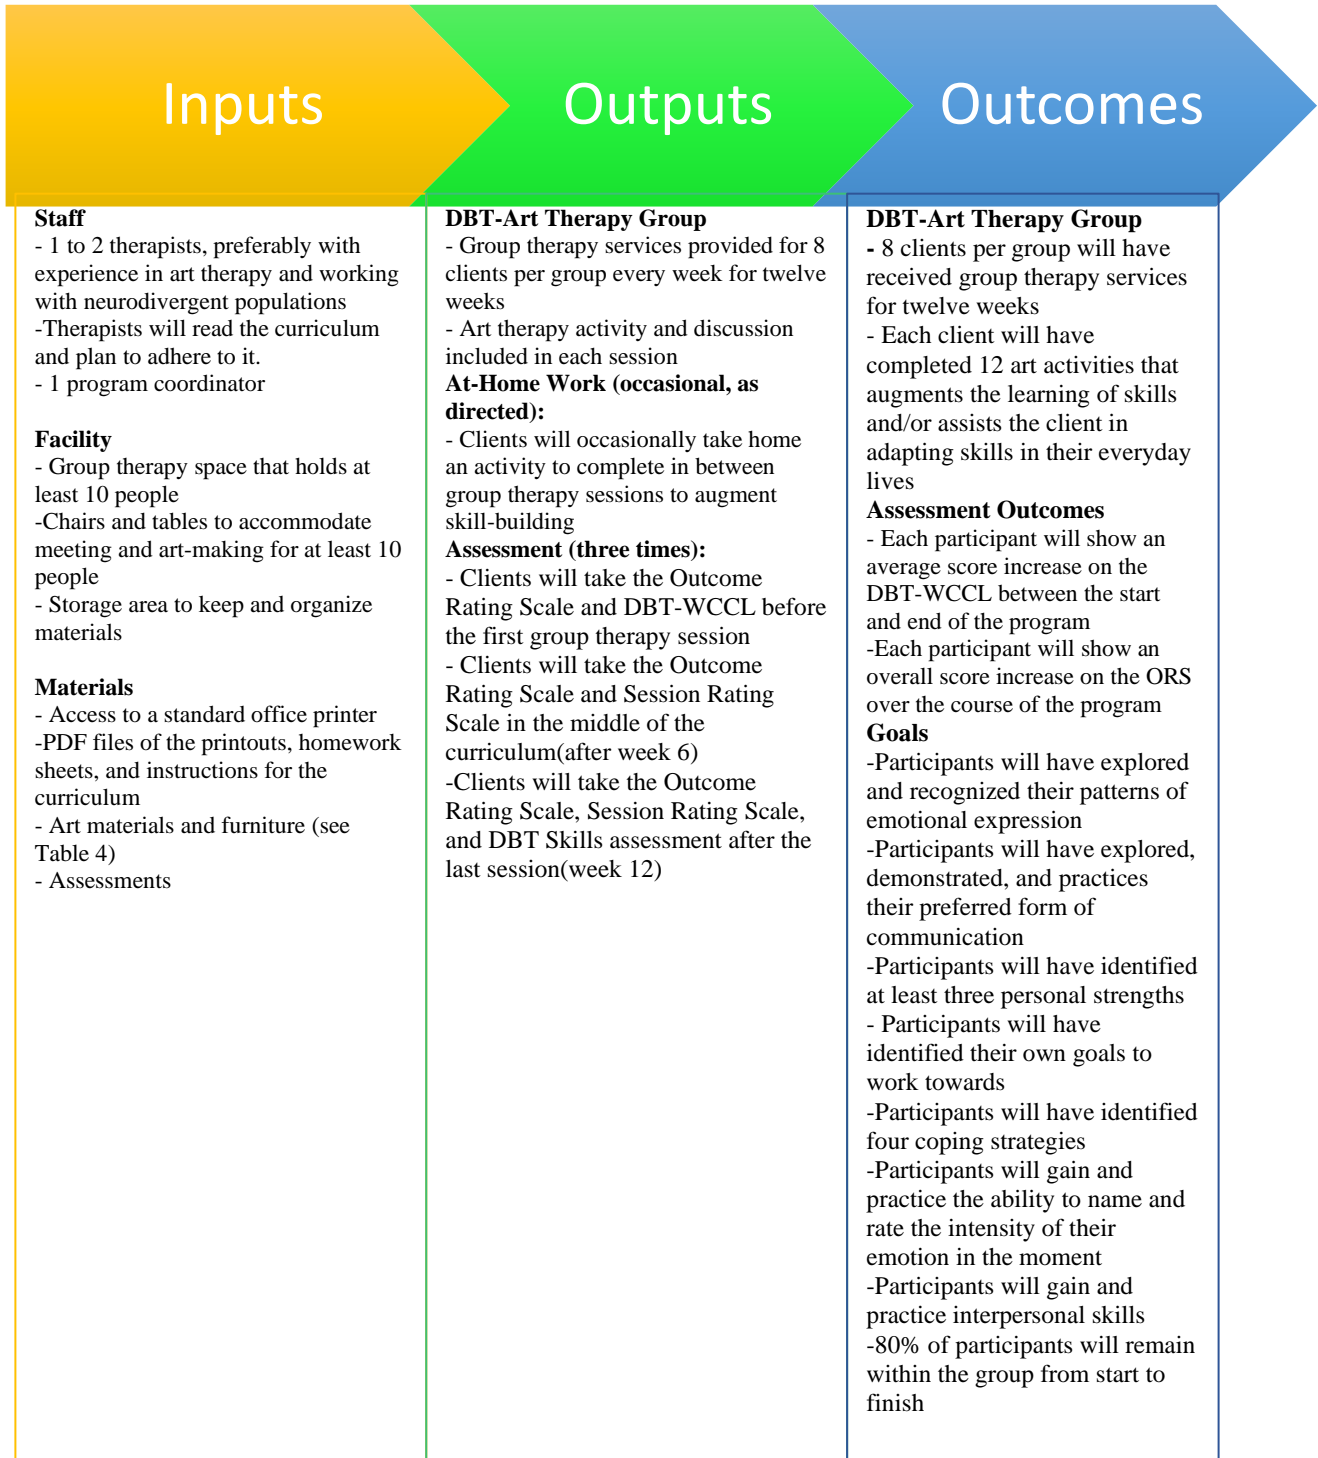 Inputs
Outputs
Outcomes
Staff
- 1 to 2 therapists, preferably with
experience in art therapy and working
with neurodivergent populations
-Therapists will read the curriculum
and plan to adhere to it.
- 1 program coordinator
Facility
- Group therapy space that holds at
least 10 people
-Chairs and tables to accommodate
meeting and art-making for at least 10
people
- Storage area to keep and organize
materials
Materials
- Access to a standard office printer
-PDF files of the printouts, homework
sheets, and instructions for the
curriculum
- Art materials and furniture (see
Table 4)
- Assessments
DBT-Art Therapy Group
- Group therapy services provided for 8
clients per group every week for twelve
weeks
- Art therapy activity and discussion
included in each session
At-Home Work (occasional, as
directed):
- Clients will occasionally take home
an activity to complete in between
group therapy sessions to augment
skill-building
Assessment (three times):
- Clients will take the Outcome
Rating Scale and DBT-WCCL before
the first group therapy session
- Clients will take the Outcome
Rating Scale and Session Rating
Scale in the middle of the
curriculum(after week 6)
-Clients will take the Outcome
Rating Scale, Session Rating Scale,
and DBT Skills assessment after the
last session(week 12)
DBT-Art Therapy Group
- 8 clients per group will have
received group therapy services
for twelve weeks
- Each client will have
completed 12 art activities that
augments the learning of skills
and/or assists the client in
adapting skills in their everyday
lives
Assessment Outcomes
- Each participant will show an
average score increase on the
DBT-WCCL between the start
and end of the program
-Each participant will show an
overall score increase on the ORS
over the course of the program
Goals
-Participants will have explored
and recognized their patterns of
emotional expression
-Participants will have explored,
demonstrated, and practices
their preferred form of
communication
-Participants will have identified
at least three personal strengths
- Participants will have
identified their own goals to
work towards
-Participants will have identified
four coping strategies
-Participants will gain and
practice the ability to name and
rate the intensity of their
emotion in the moment
-Participants will gain and
practice interpersonal skills
-80% of participants will remain
within the group from start to
finish